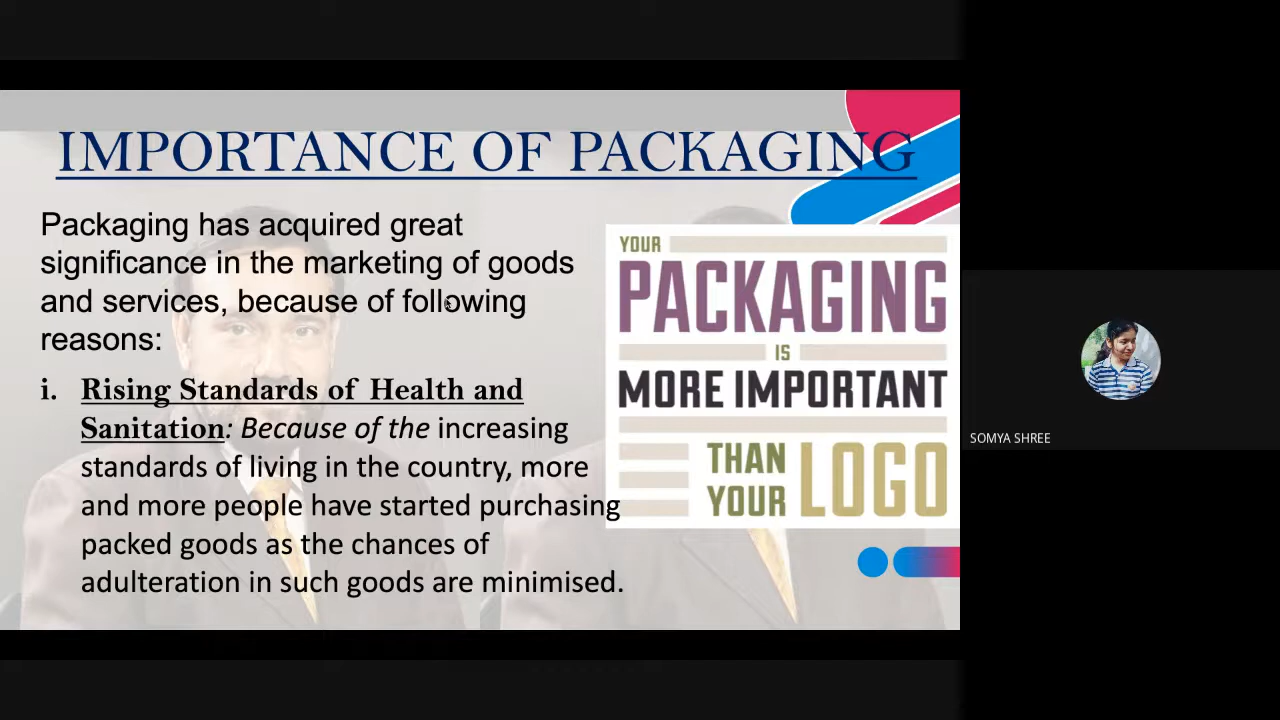 IMPORTANCE OF PACKAGING
Packaging has acquired great
significance in the marketing of goods
and services, because of following
reasons:
i. Rising Standards of Health and
Sanitation: Because of the increasing
standards of living in the country, more
and more people have started purchasing
packed goods as the chances of
adulteration in such goods are minimised.
YOUR
PACKAGING
IS
MORE IMPORTANT
THAN
YOUR
LOGO
SOMYA SHREE